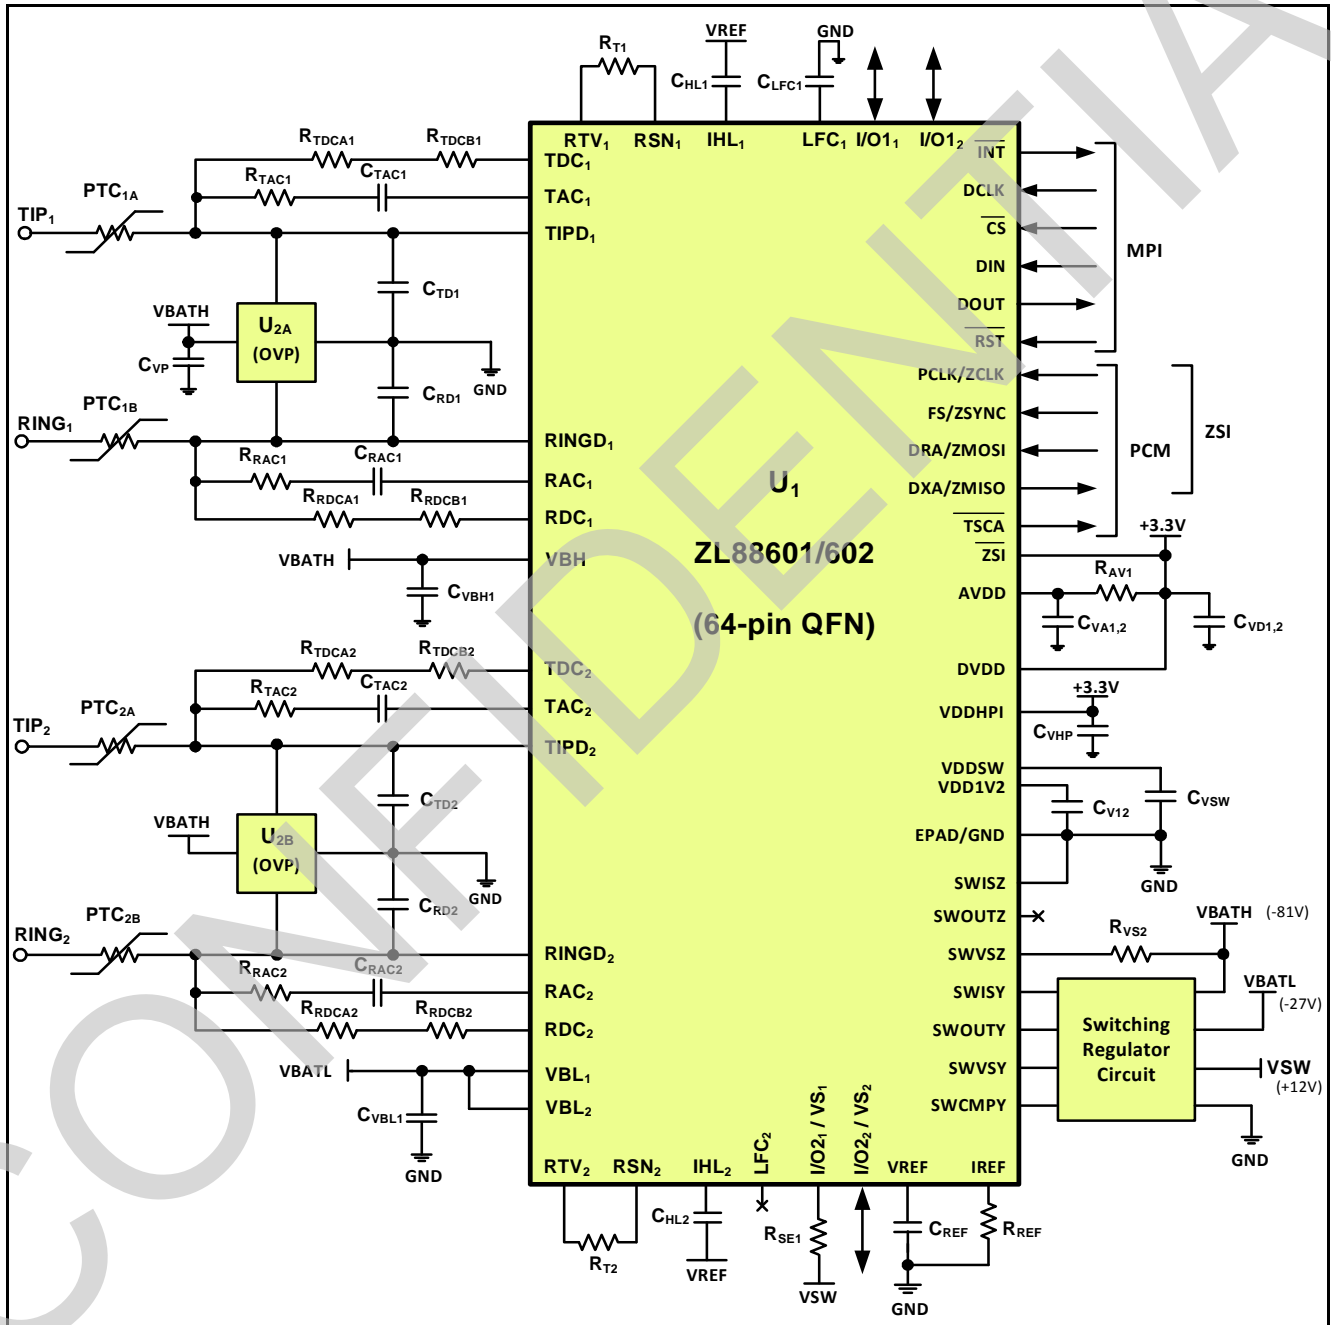 RT1
VREF
CHL1
GND
CLFC1
RTV1 RSN1 IHL1 LFC1 I/O11 I/O12
RTDCA1 RTDCB1
TDC1
RTAC1 CTAC1
TAC1
PTC1A
TIP1
TIPD1
CTD1
VBATH
U2A
(OVP)
CVP
CRD1
GND
PTC1B
RING1
RINGD1
RRAC1 CRAC1
RAC1
RRDCA1 RRDCB1
RDC1
VBATH
VBH
CVBH1
RTDCA2 RTDCB2
TDC2
RTAC2 CTAC2
TAC2
PTC2A
TIP2
TIPD2
CTD2
VBATH
U2B
(OVP)
CRD2
GND
PTC2B
RING2
RINGD2
RRAC2 CRAC2
RAC2
RRDCA2 RRDCB2
RDC2
VBATL
VBL1
VBL2
CVBL1
GND
U1
ZL88601/602
(64-pin QFN)
INT
DCLK
CS
DIN
DOUT
RST
MPI
PCLK/ZCLK
FS/ZSYNC
DRA/ZMOSI
DXA/ZMISO
TSCA
PCM
ZSI
+3.3V
ZSI
RAV1
AVDD
CVA1,2
CVD1,2
DVDD
+3.3V
VDDHPI
CVHP
VDDSW
VDD1V2
CV12
CVSW
EPAD/GND
SWISZ
GND
SWOUTZ
VBATH (-81V)
RVS2
SWVSZ
SWISY
VBATL
(-27V)
SWOUTY
Switching
Regulator
Circuit
SWVSY
VSW
(+12V)
SWCMPY
GND
RTV2 RSN2 IHL2 LFC2 I/O21 / VS1 I/O22 / VS2 VREF IREF
RT2
CHL2
VREF
RSE1
VSW
CREF
RREF
GND
CONFIDENTIA